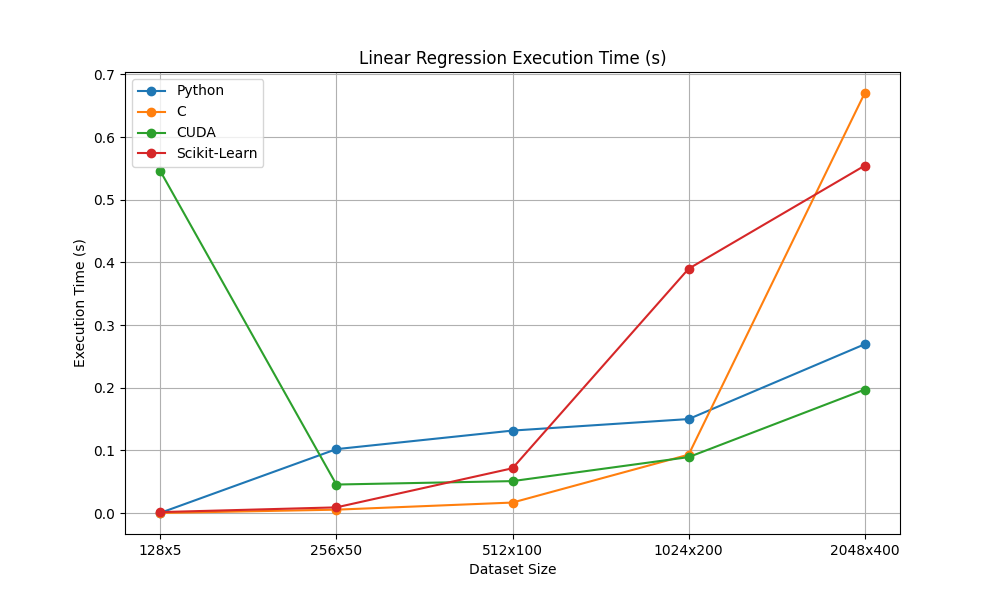 Linear Regression Execution Time (s)
Python
C
CUDA
Scikit-Learn
Execution Time (s)
0.7
0.6
0.5
0.4
0.3
0.2
0.1
0.0
128x5
256x50
512x100
1024x200
2048x400
Dataset Size